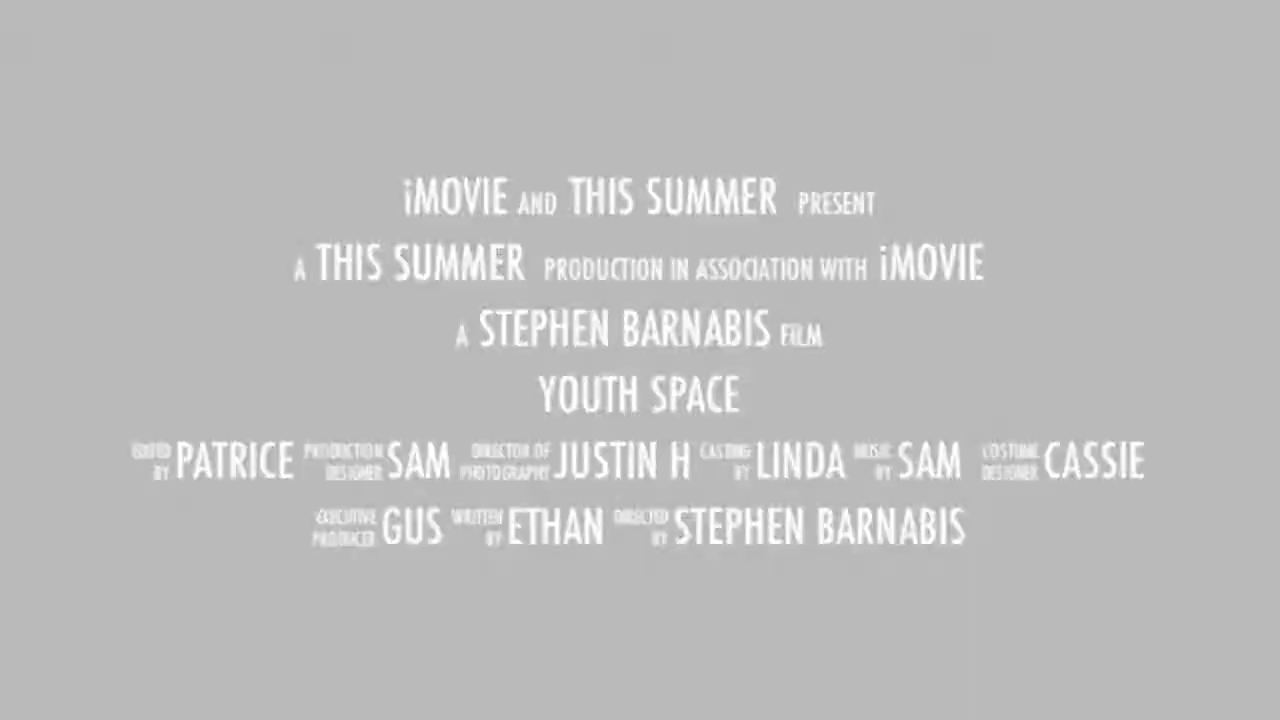 iMOVIE AND THIS SUMMER PRESENT
A THIS SUMMER PRODUCTION IN ASSOCIATION WITH iMOVIE
A STEPHEN BARNABIS FILM
YOUTH SPACE
EDITED BY PATRICE PRODUCTION DESIGNER SAM DIRECTOR OF PHOTOGRAPHY JUSTIN H CASTING BY LINDA MUSIC BY SAM COSTUME DESIGNER CASSIE
EXECUTIVE PRODUCER GUS WRITTEN BY ETHAN DIRECTED BY STEPHEN BARNABIS